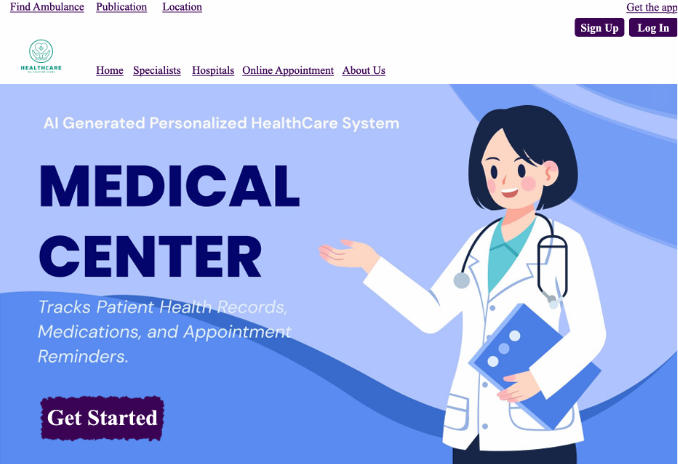 Find Ambulance Publication Location Get the app
Sign Up Log In
HEALTHCARE
Home Specialists Hospitals Online Appointment About Us
AI Generated Personalized HealthCare System
MEDICAL
CENTER
Tracks Patient Health Records,
Medications, and Appointment
Reminders.
Get Started